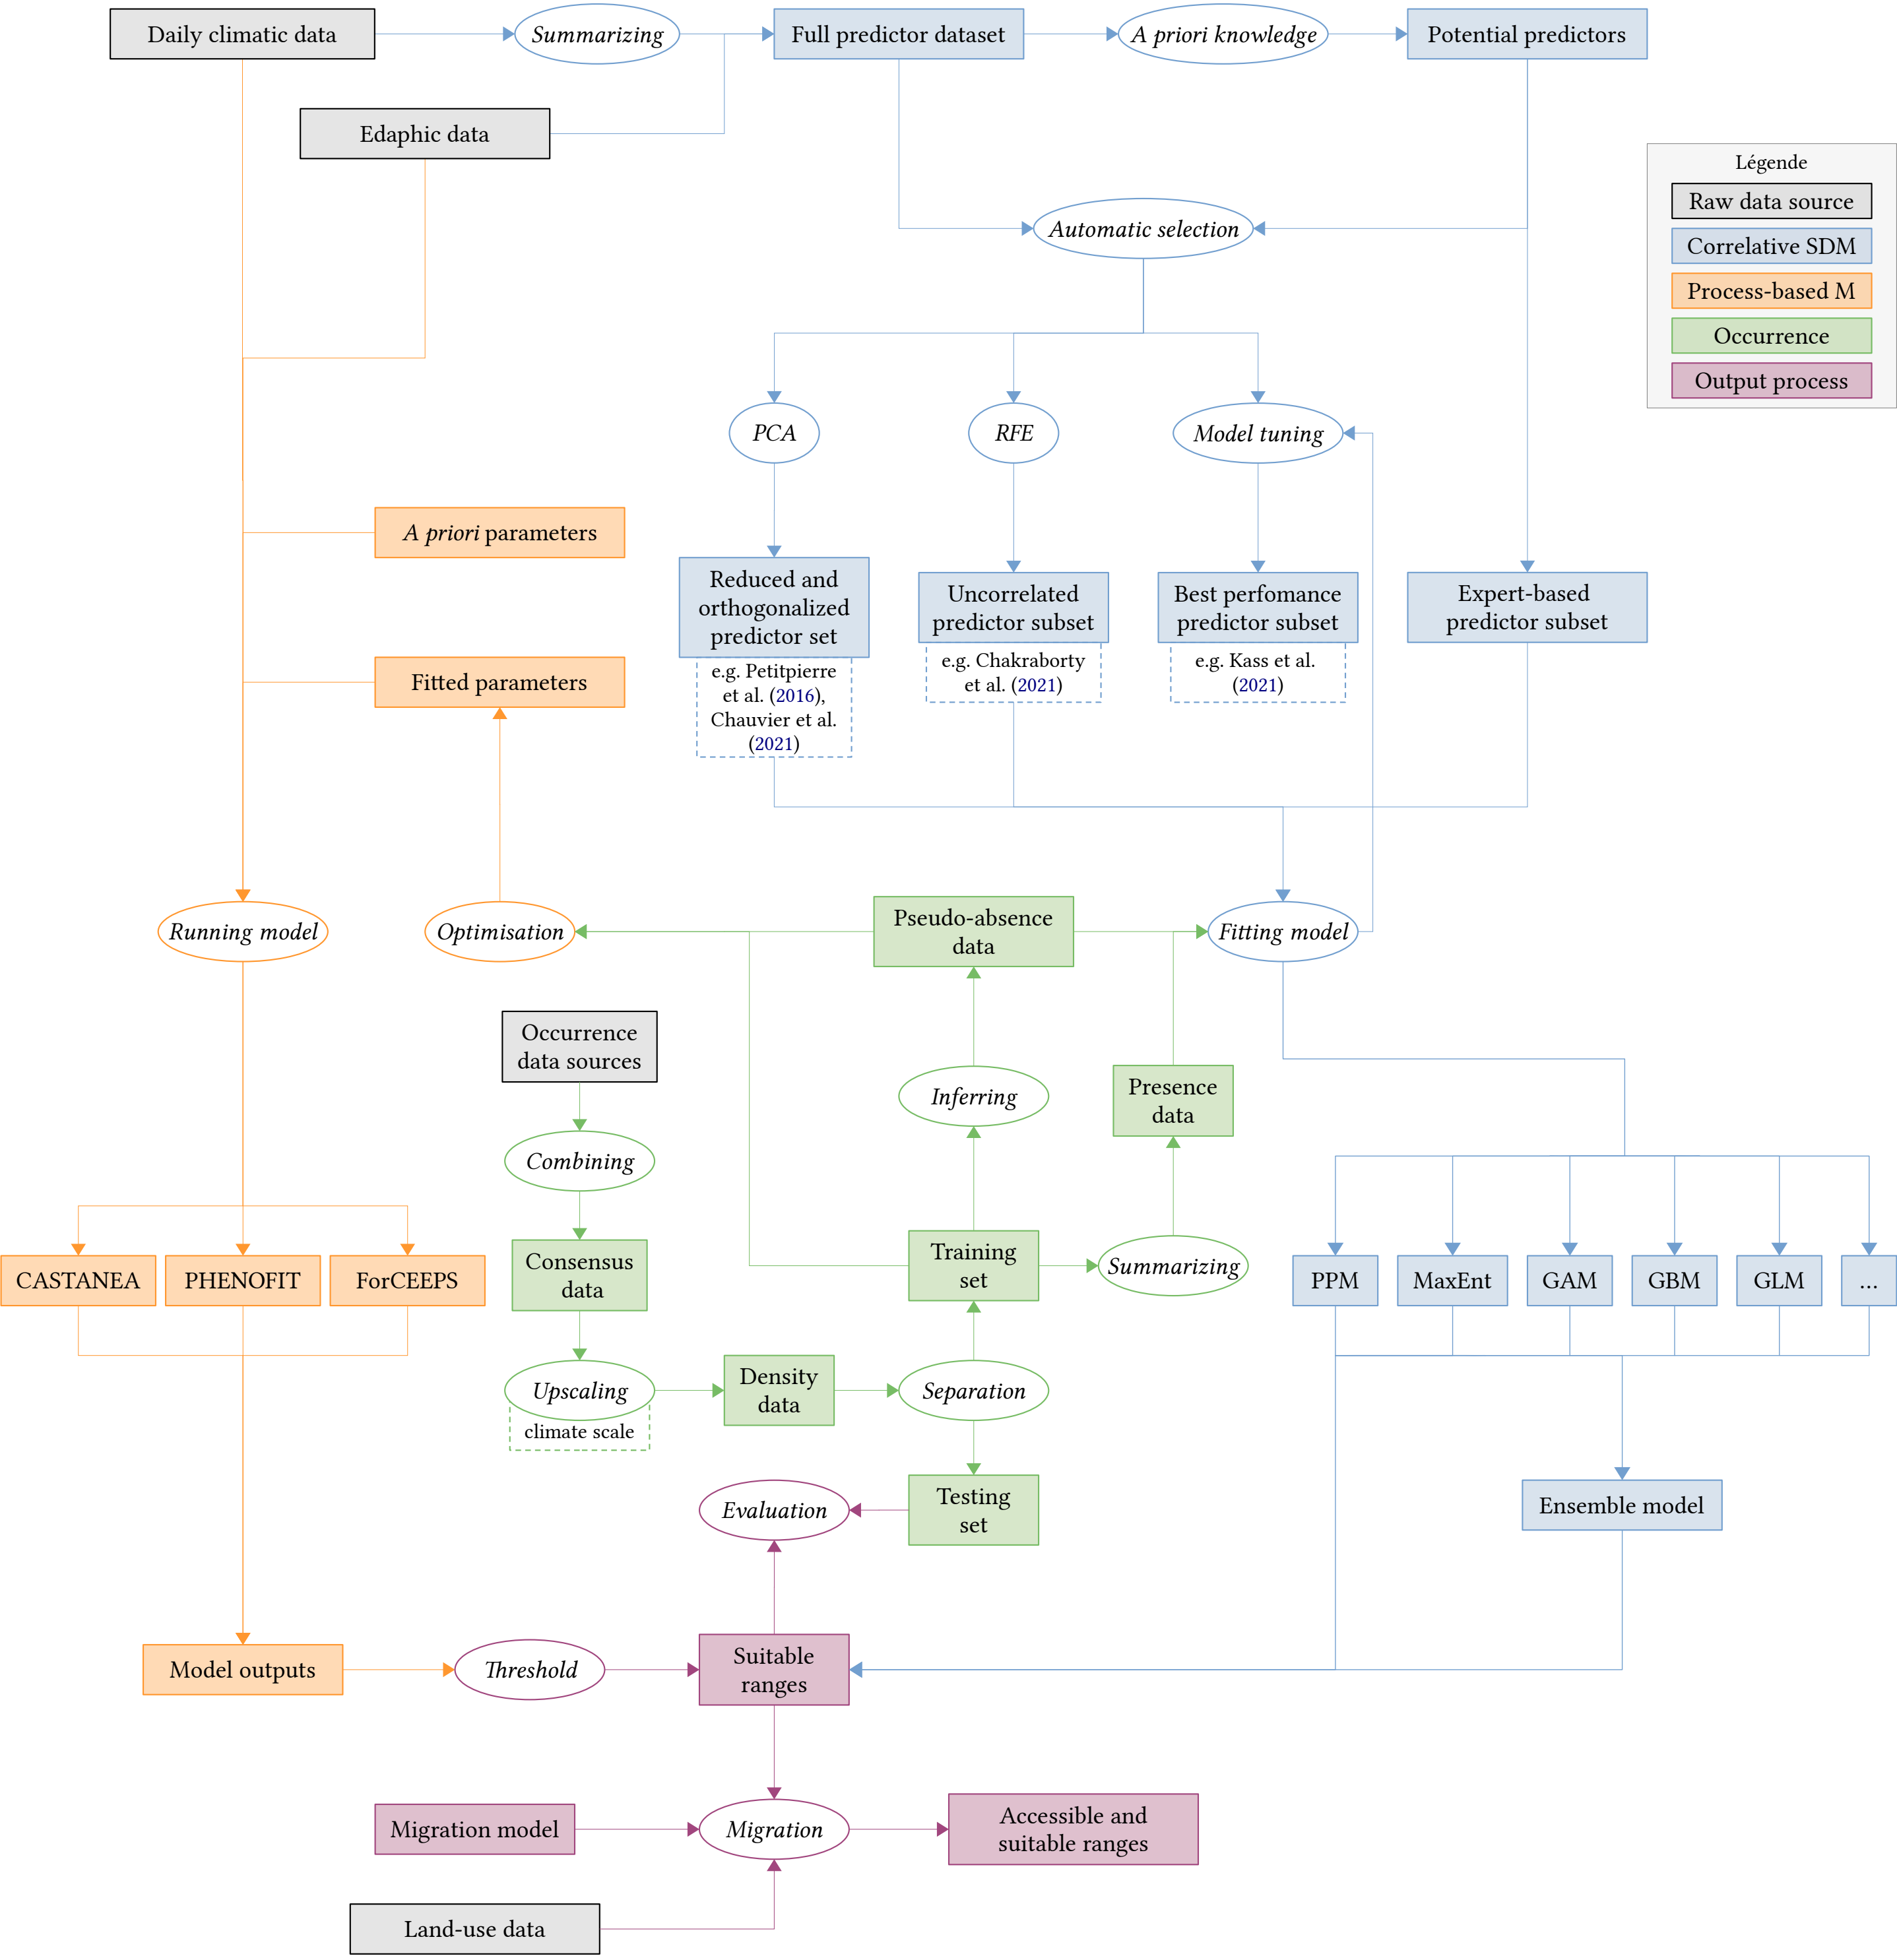 Daily climatic data
Summarizing
Full predictor dataset
A priori knowledge
Potential predictors
Edaphic data
Légende
Raw data source
Correlative SDM
Process-based M
Occurrence
Output process
Automatic selection
PCA
RFE
Model tuning
A priori parameters
Reduced and
orthogonalized
predictor set
e.g. Petitpierre
et al. (2016),
Chauvier et al.
(2021)
Uncorrelated
predictor subset
e.g. Chakraborty
et al. (2021)
Best perfomance
predictor subset
e.g. Kass et al.
(2021)
Expert-based
predictor subset
Fitted parameters
Running model
Optimisation
Pseudo-absence
data
Fitting model
Occurrence
data sources
Inferring
Presence
data
Combining
Consensus
data
Training
set
Summarizing
CASTANEA
PHENOFIT
ForCEEPS
PPM
MaxEnt
GAM
GBM
GLM
...
Upscaling
climate scale
Density
data
Separation
Evaluation
Testing
set
Ensemble model
Model outputs
Threshold
Suitable
ranges
Migration model
Migration
Accessible and
suitable ranges
Land-use data